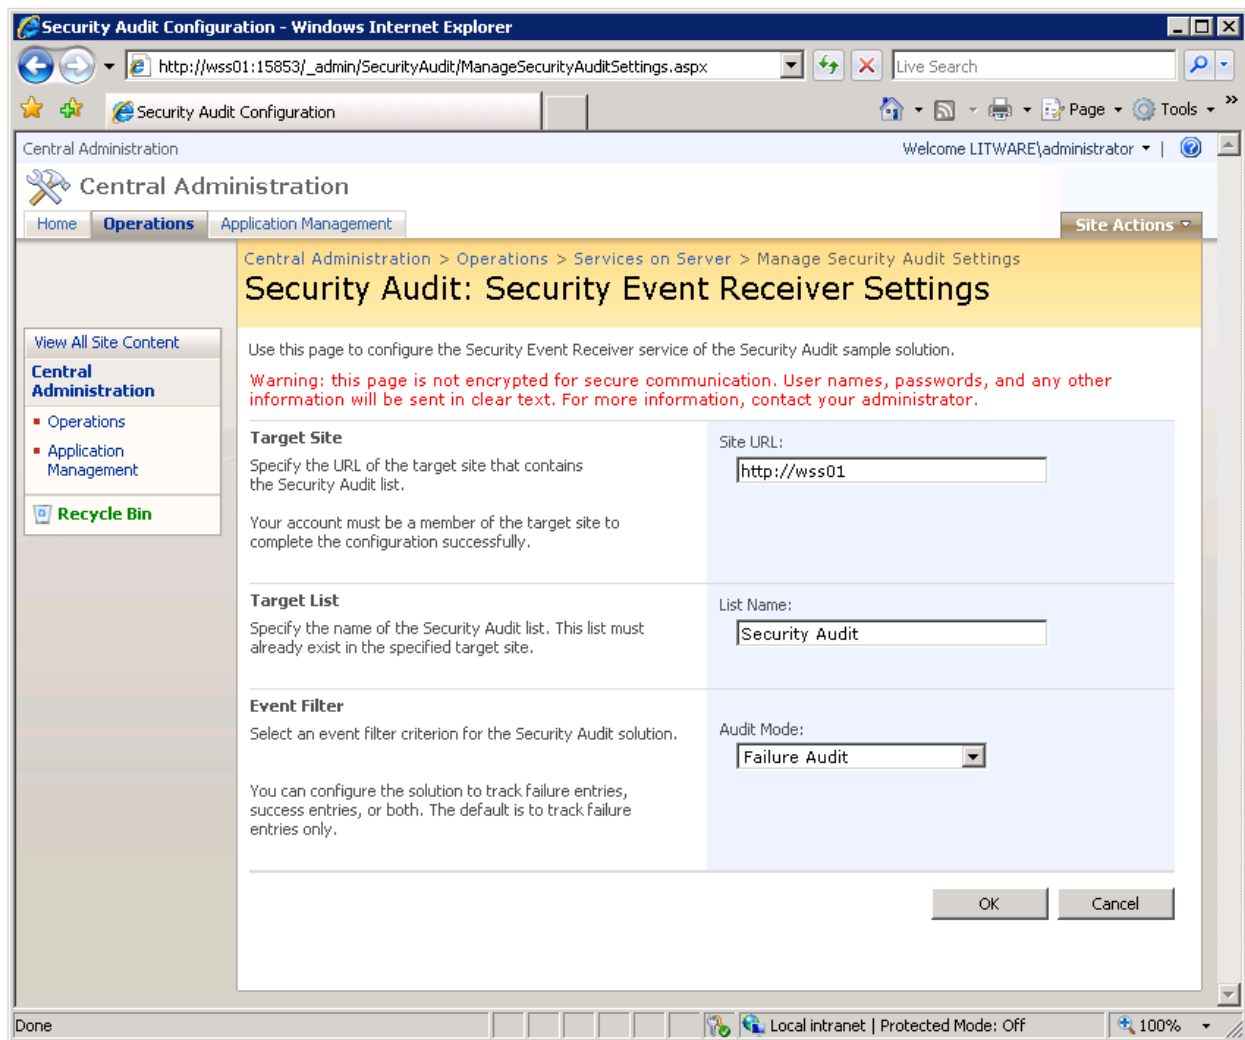 Security Audit Configuration - Windows Internet Explorer
http://wss01:15853/_admin/SecurityAudit/ManageSecurityAuditSettings.aspx
Live Search
Security Audit Configuration
Page
Tools
»
Central Administration
Welcome LITWARE\administrator
|
Central Administration
Home
Operations
Application Management
Site Actions
Central Administration > Operations > Services on Server > Manage Security Audit Settings
Security Audit: Security Event Receiver Settings
View All Site Content
Central
Administration
Operations
Application
Management
Recycle Bin
Use this page to configure the Security Event Receiver service of the Security Audit sample solution.
Warning: this page is not encrypted for secure communication. User names, passwords, and any other
information will be sent in clear text. For more information, contact your administrator.
Target Site
Specify the URL of the target site that contains
the Security Audit list.
Your account must be a member of the target site to
complete the configuration successfully.
Site URL:
http://wss01
Target List
Specify the name of the Security Audit list. This list must
already exist in the specified target site.
List Name:
Security Audit
Event Filter
Select an event filter criterion for the Security Audit solution.
You can configure the solution to track failure entries,
success entries, or both. The default is to track failure
entries only.
Audit Mode:
Failure Audit
OK
Cancel
Done
Local intranet | Protected Mode: Off
100%